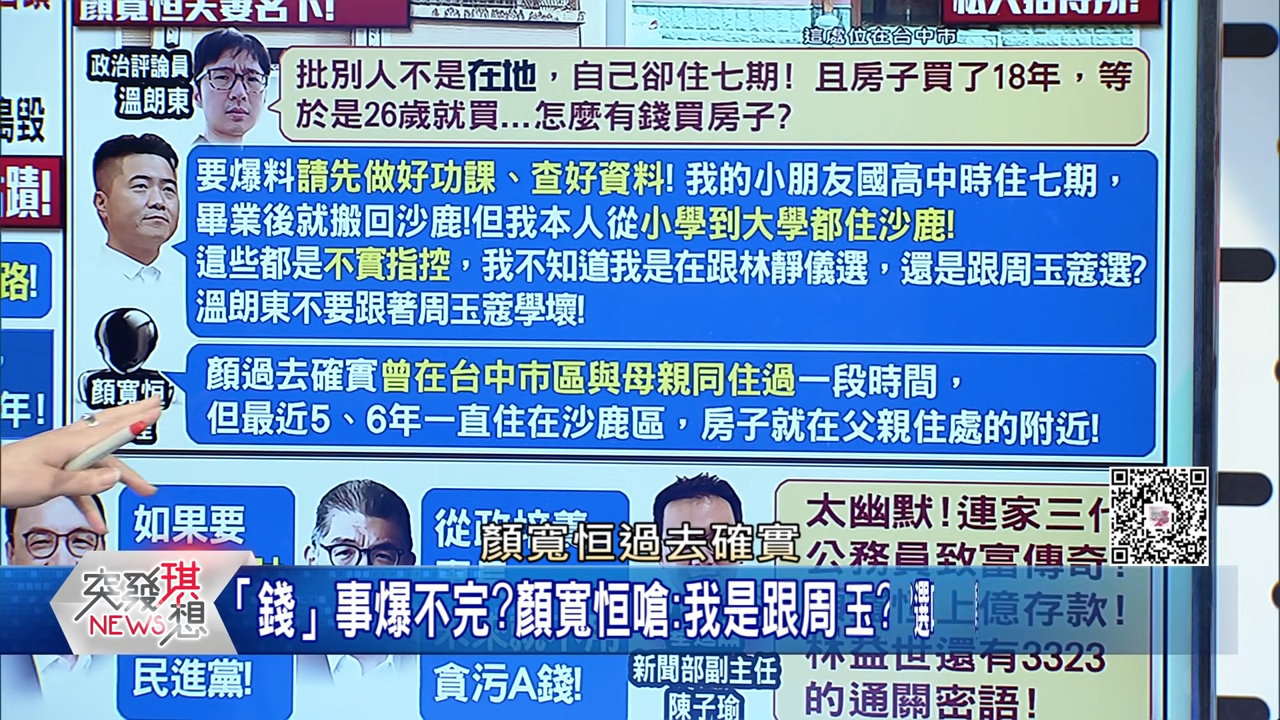 顏寬恒夫妻名下!
私人招待所!
這處位在台中市
政治評論員
溫朗東
批別人不是在地，自己卻住七期！且房子買了18年，等
於是26歲就買...怎麼有錢買房子?
要爆料請先做好功課、查好資料! 我的小朋友國高中時住七期，
畢業後就搬回沙鹿!但我本人從小學到大學都住沙鹿!
這些都是不實指控，我不知道我是在跟林靜儀選，還是跟周玉蔻選?
溫朗東不要跟著周玉蔻學壞!
顏寬恒
顏過去確實曾在台中市區與母親同住過一段時間，
但最近5、6年一直住在沙鹿區，房子就在父親住處的附近!
搗毀
蹟!
路!
年!
如果要
民進黨!
從政
貪污A錢!
新聞部副主任
陳子瑜
太幽默！連家三代
公務員致富傳奇！
上億存款！
林益世還有3323
的通關密語！
顏寬恒過去確實
突發琪想
NEWS
「錢」事爆不完?顏寬恒嗆:我是跟周玉?選